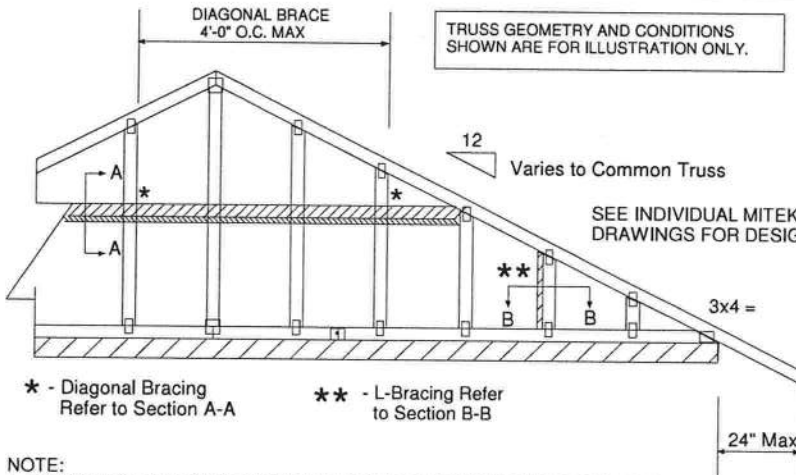 DIAGONAL BRACE
4'-0" O.C. MAX
TRUSS GEOMETRY AND CONDITIONS
SHOWN ARE FOR ILLUSTRATION ONLY.
12
Varies to Common Truss
A
*
*
SEE INDIVIDUAL MITEK
DRAWINGS FOR DESIG
A
**
B
B
3x4 =
* - Diagonal Bracing
Refer to Section A-A
** - L-Bracing Refer
to Section B-B
24" Max
NOTE: